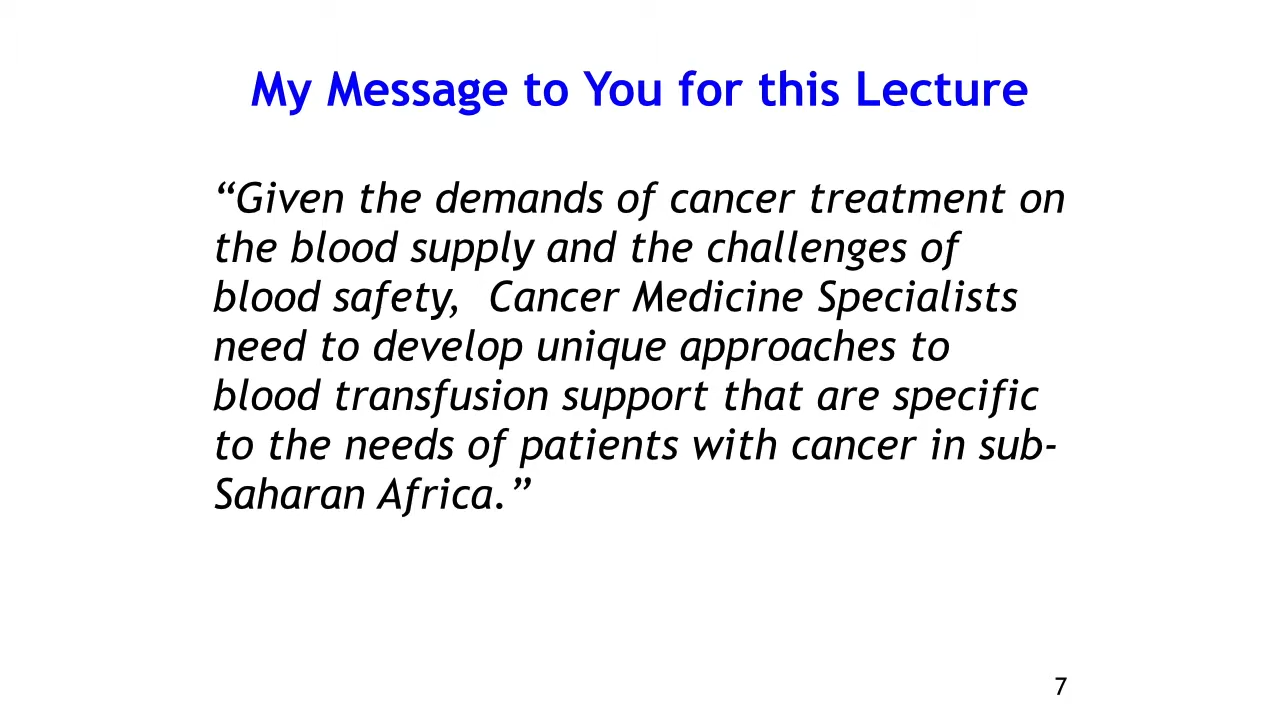 My Message to You for this Lecture
“Given the demands of cancer treatment on
the blood supply and the challenges of
blood safety,  Cancer Medicine Specialists
need to develop unique approaches to
blood transfusion support that are specific
to the needs of patients with cancer in sub-
Saharan Africa.”
7